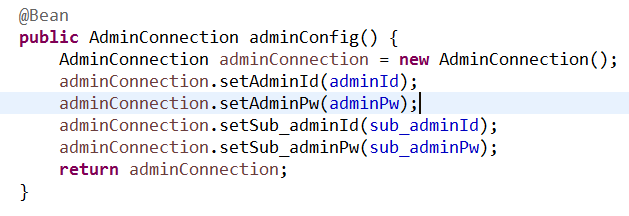 @Bean
public AdminConnection adminConfig() {
AdminConnection adminConnection = new AdminConnection();
adminConnection.setAdminId(adminId);
adminConnection.setAdminPw(adminPw);
adminConnection.setSub_adminId(sub_adminId);
adminConnection.setSub_adminPw(sub_adminPw);
return adminConnection;
}